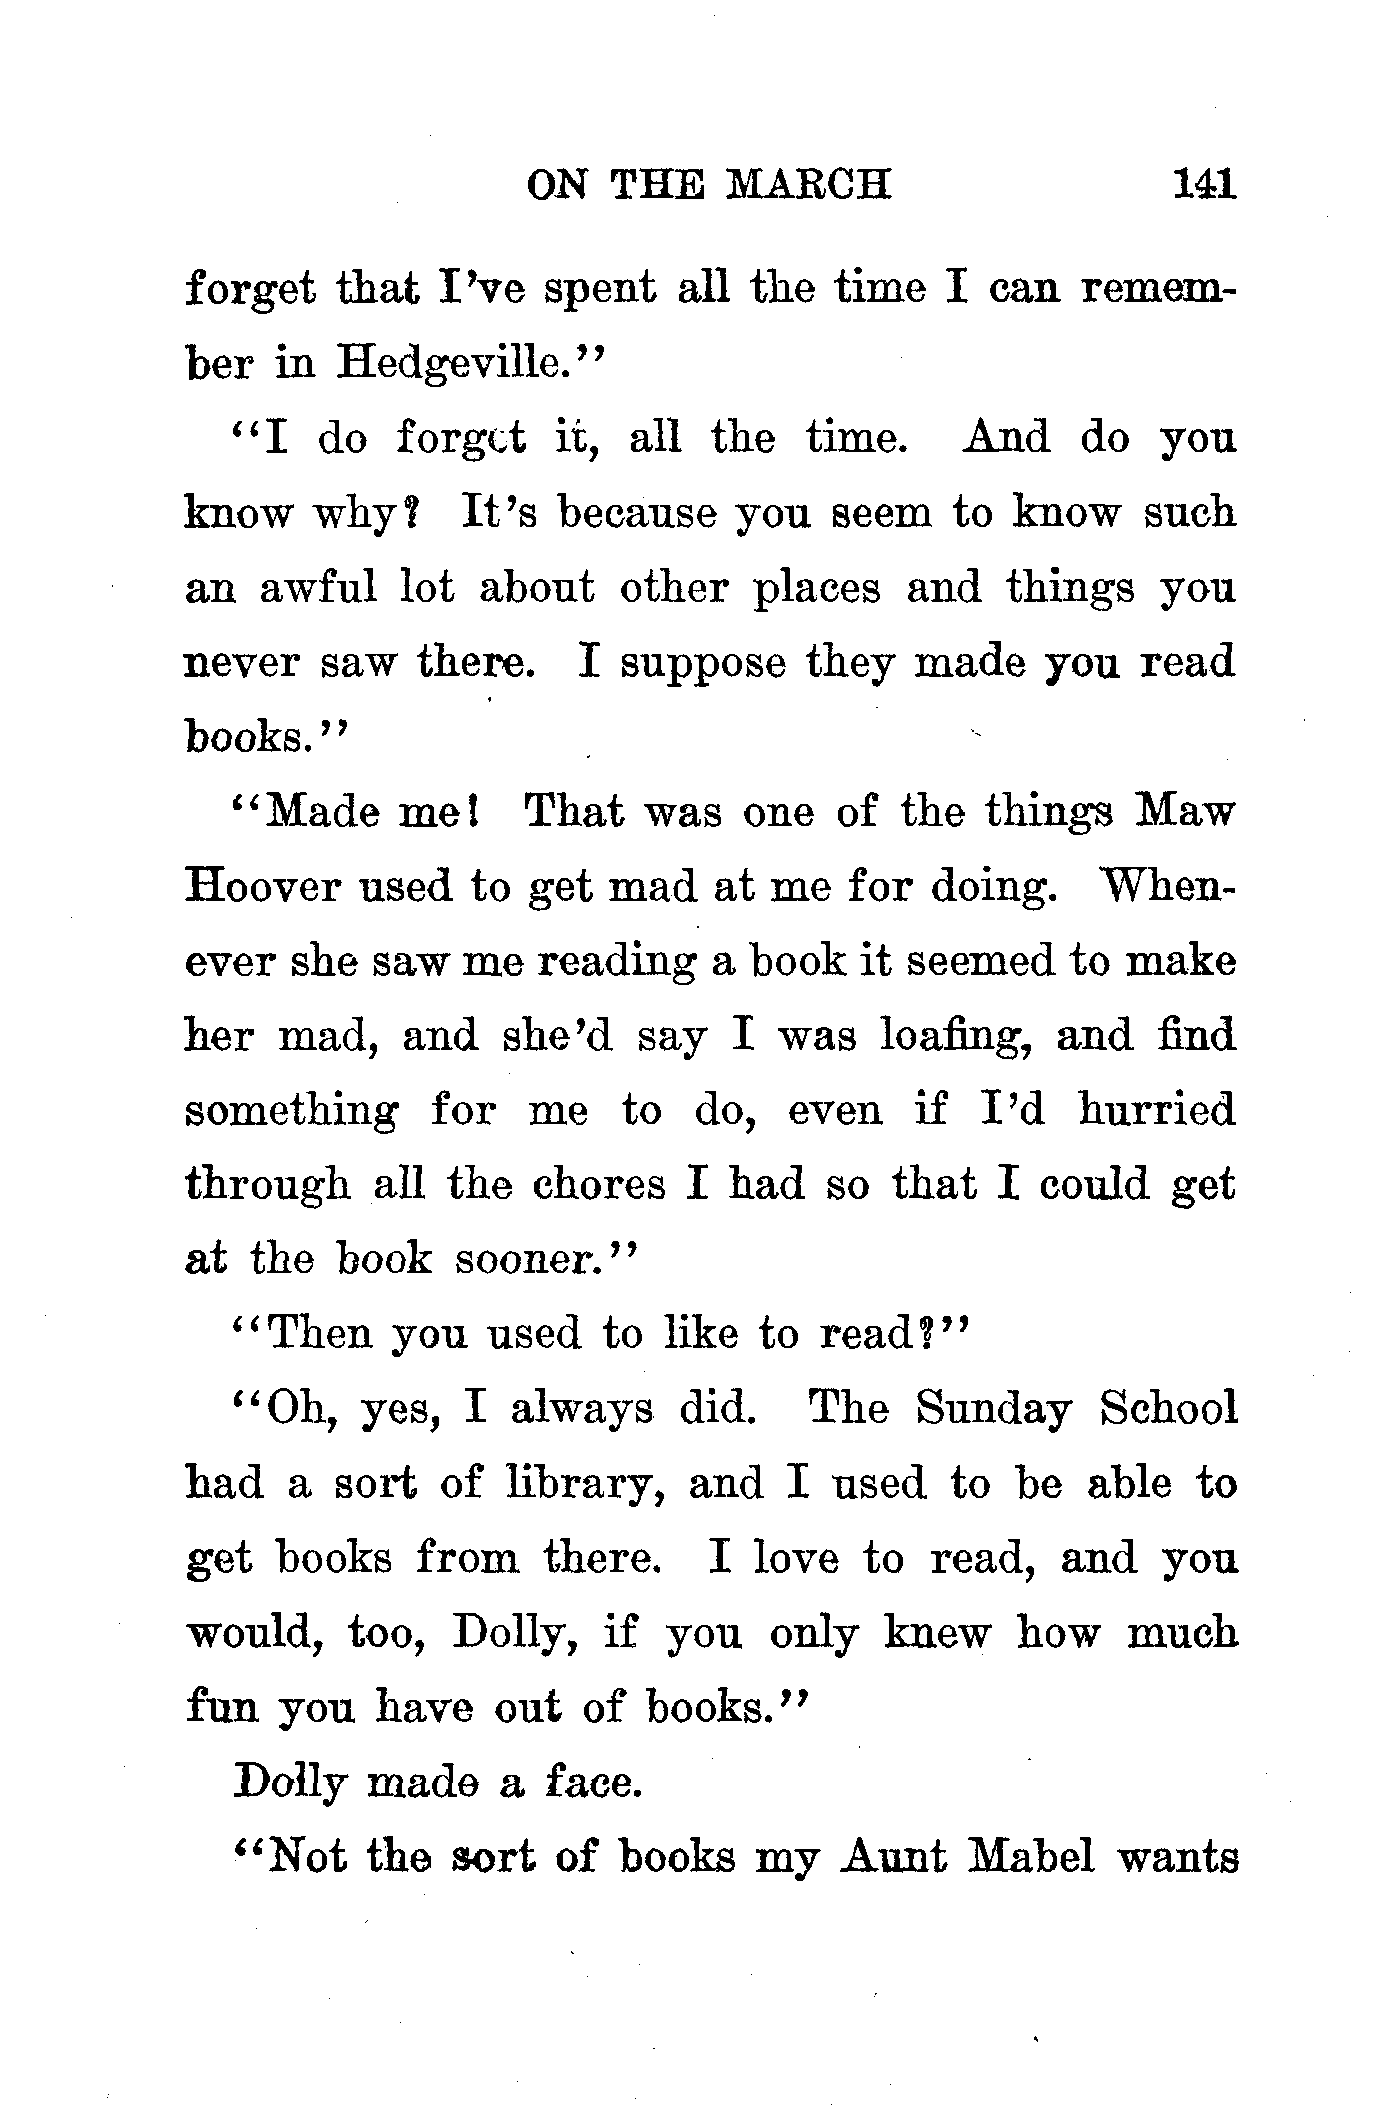 ON THE MARCH 141
forget that I've spent all the time I can remem-
ber in Hedgeville."
"I do forget it, all the time. And do you
know why? It's because you seem to know such
an awful lot about other places and things you
never saw there. I suppose they made you read
books."
"Made me! That was one of the things Maw
Hoover used to get mad at me for doing. When-
ever she saw me reading a book it seemed to make
her mad, and she'd say I was loafing, and find
something for me to do, even if I'd hurried
through all the chores I had so that I could get
at the book sooner."
"Then you used to like to read?"
"Oh, yes, I always did. The Sunday School
had a sort of library, and I used to be able to
get books from there. I love to read, and you
would, too, Dolly, if you only knew how much
fun you have out of books."
Dolly made a face.
"Not the sort of books my Aunt Mabel wants